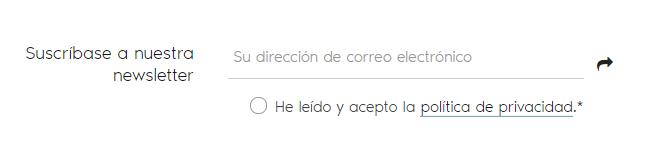 Suscríbase a nuestra
newsletter
Su dirección de correo electrónico
He leído y acepto la política de privacidad.*